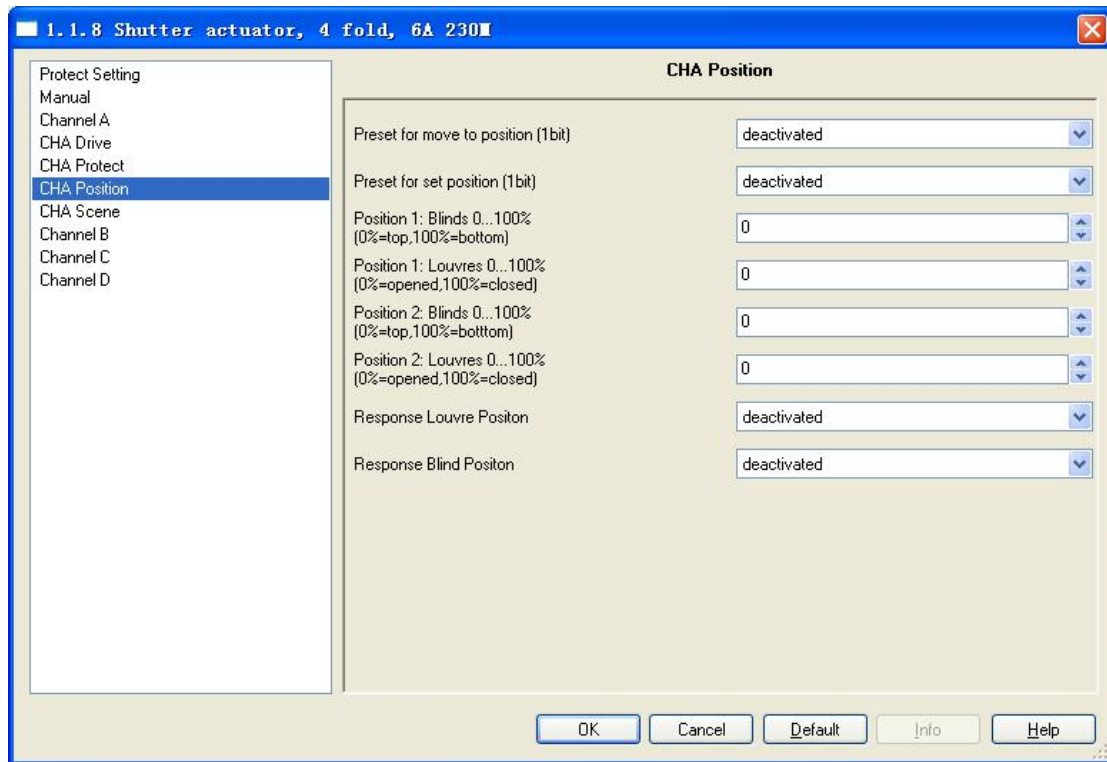 1.1.8 Shutter actuator, 4 fold, 6A 230M
Protect Setting
Manual
Channel A
CHA Drive
CHA Protect
CHA Position
CHA Scene
Channel B
Channel C
Channel D
CHA Position
Preset for move to position (1bit)
deactivated
Preset for set position (1bit)
deactivated
Position 1: Blinds 0...100%
(0%=top,100%=bottom)
0
Position 1: Louvres 0...100%
(0%=opened,100%=closed)
0
Position 2: Blinds 0...100%
(0%=top,100%=botttom)
0
Position 2: Louvres 0...100%
(0%=opened,100%=closed)
0
Response Louvre Positon
deactivated
Response Blind Positon
deactivated
OK
Cancel
Default
Info
Help